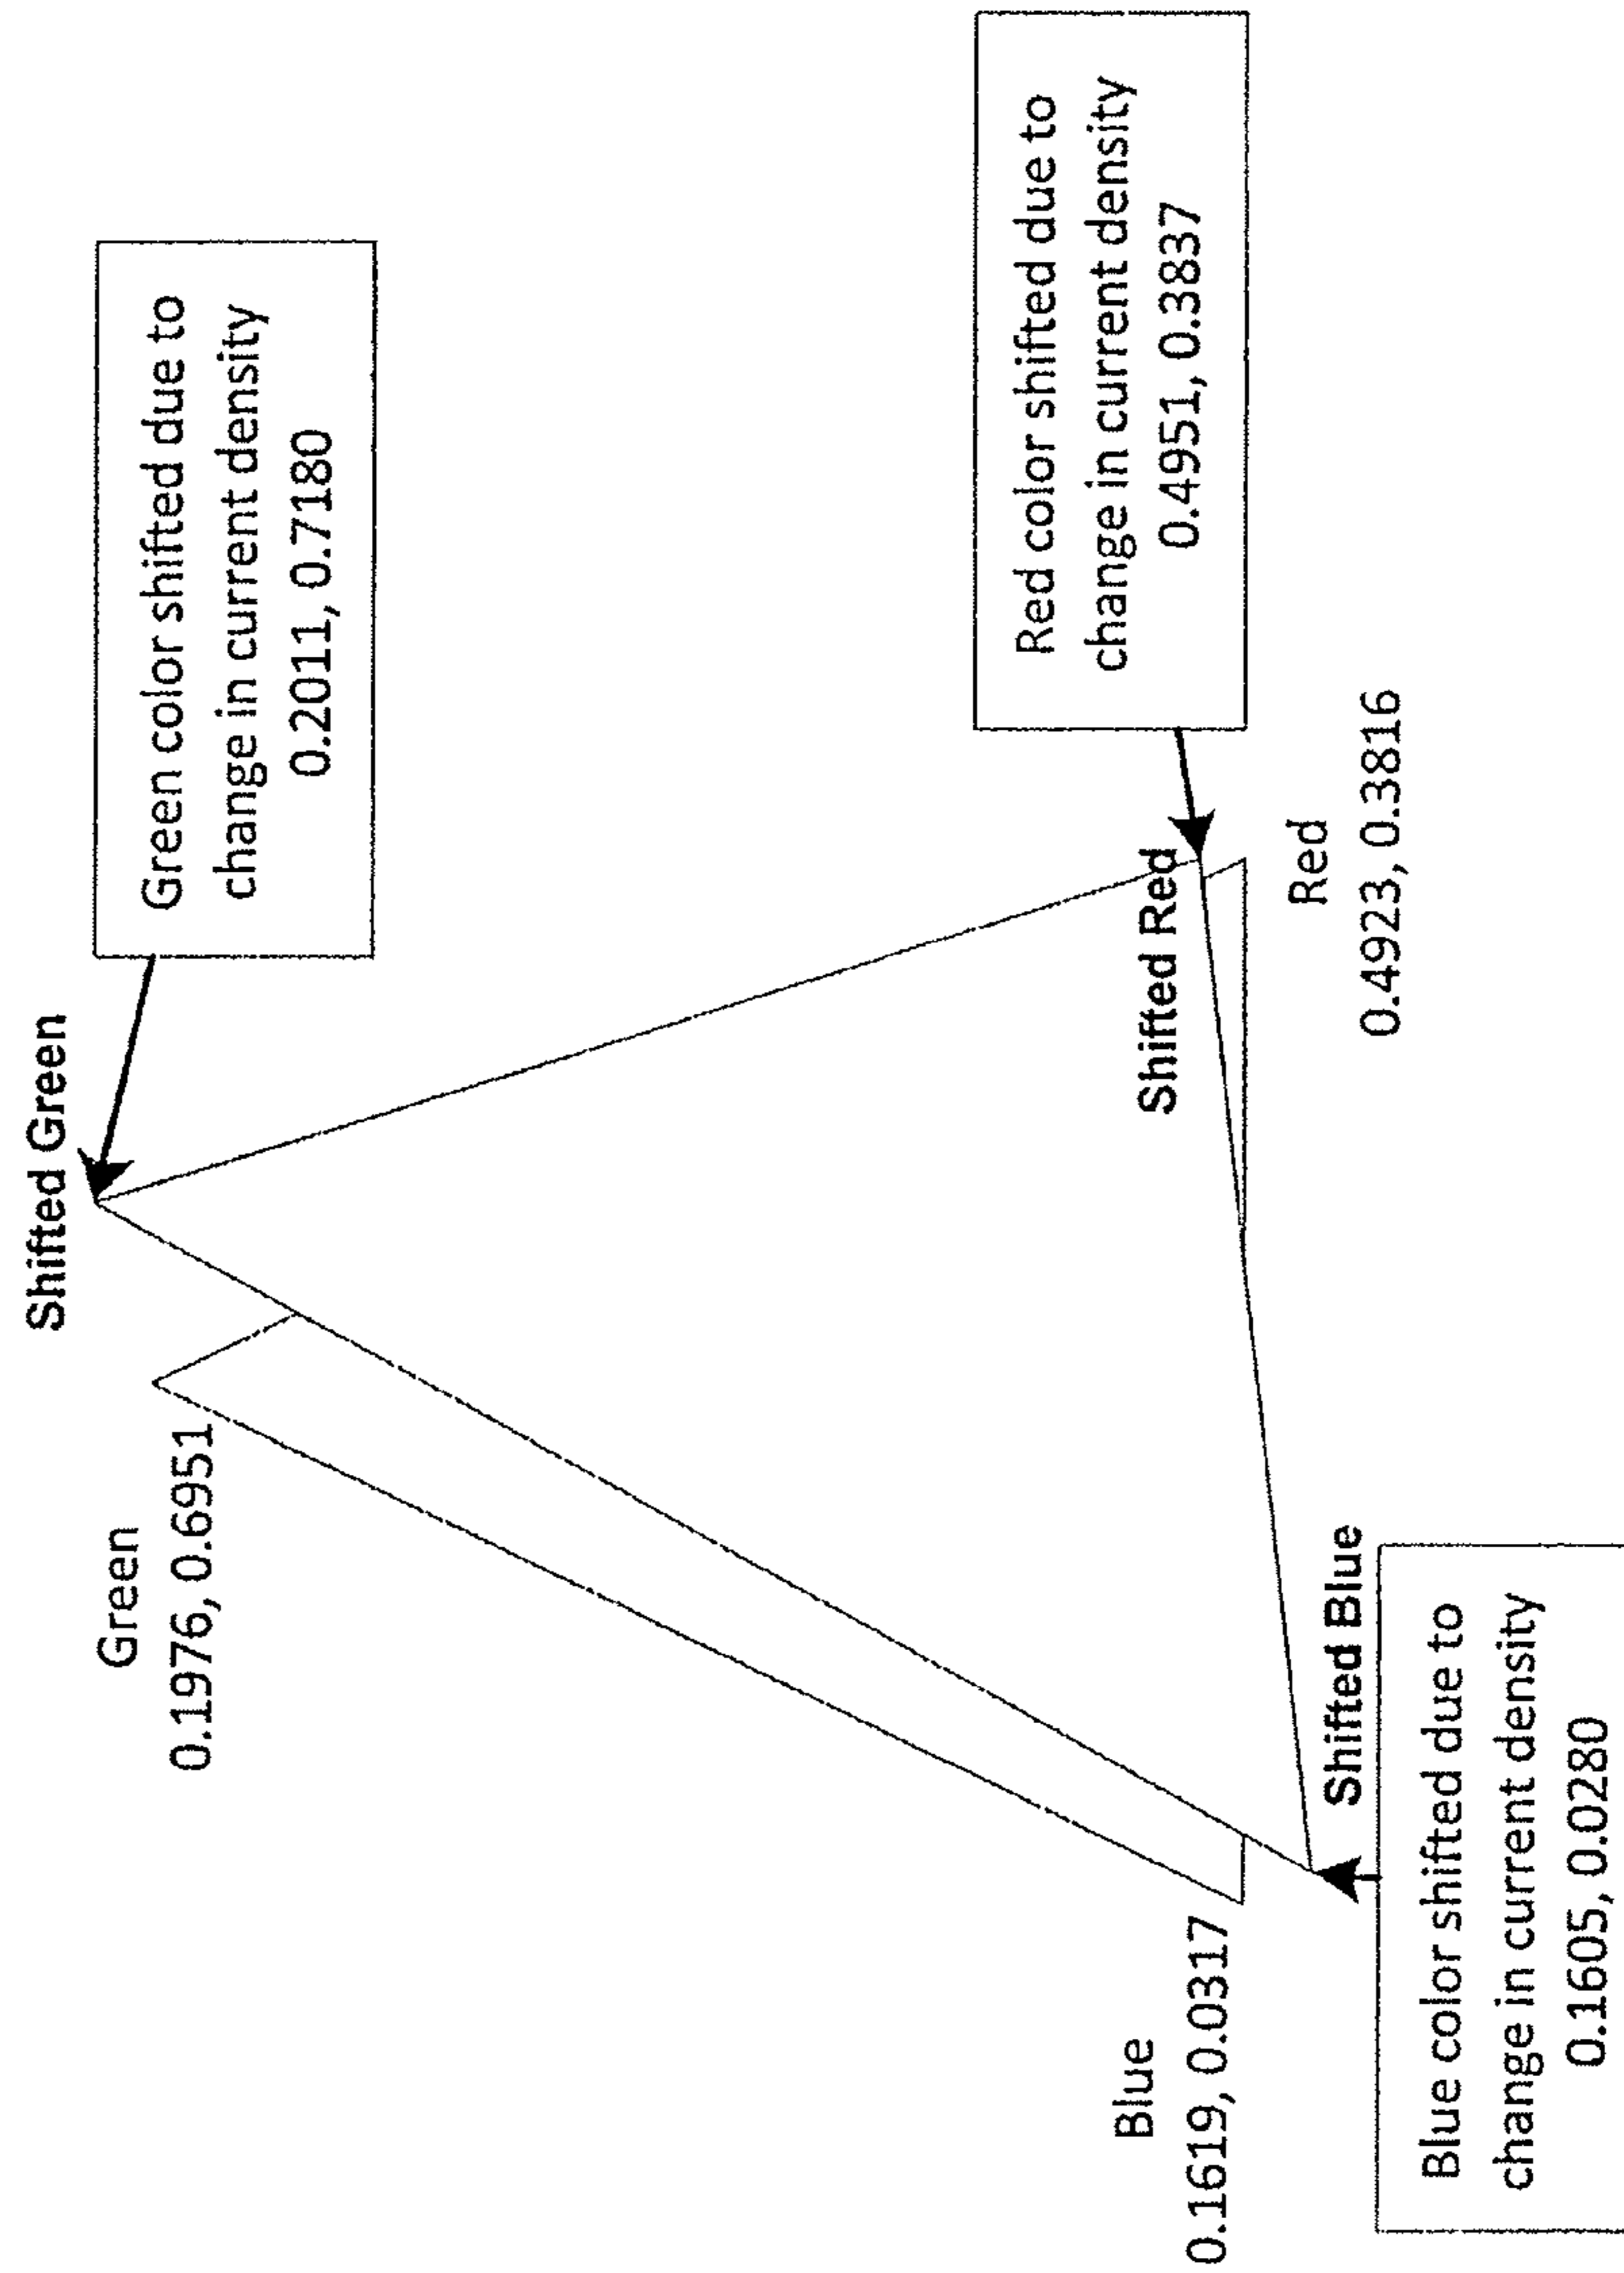 Shifted Green
Green color shifted due to
change in current density
0.2011, 0.7180
Green
0.1976, 0.6951
Red color shifted due to
change in current density
0.4951, 0.3837
Shifted Red
Red
0.4923, 0.3816
Blue
0.1619, 0.0317
Shifted Blue
Blue color shifted due to
change in current density
0.1605, 0.0280